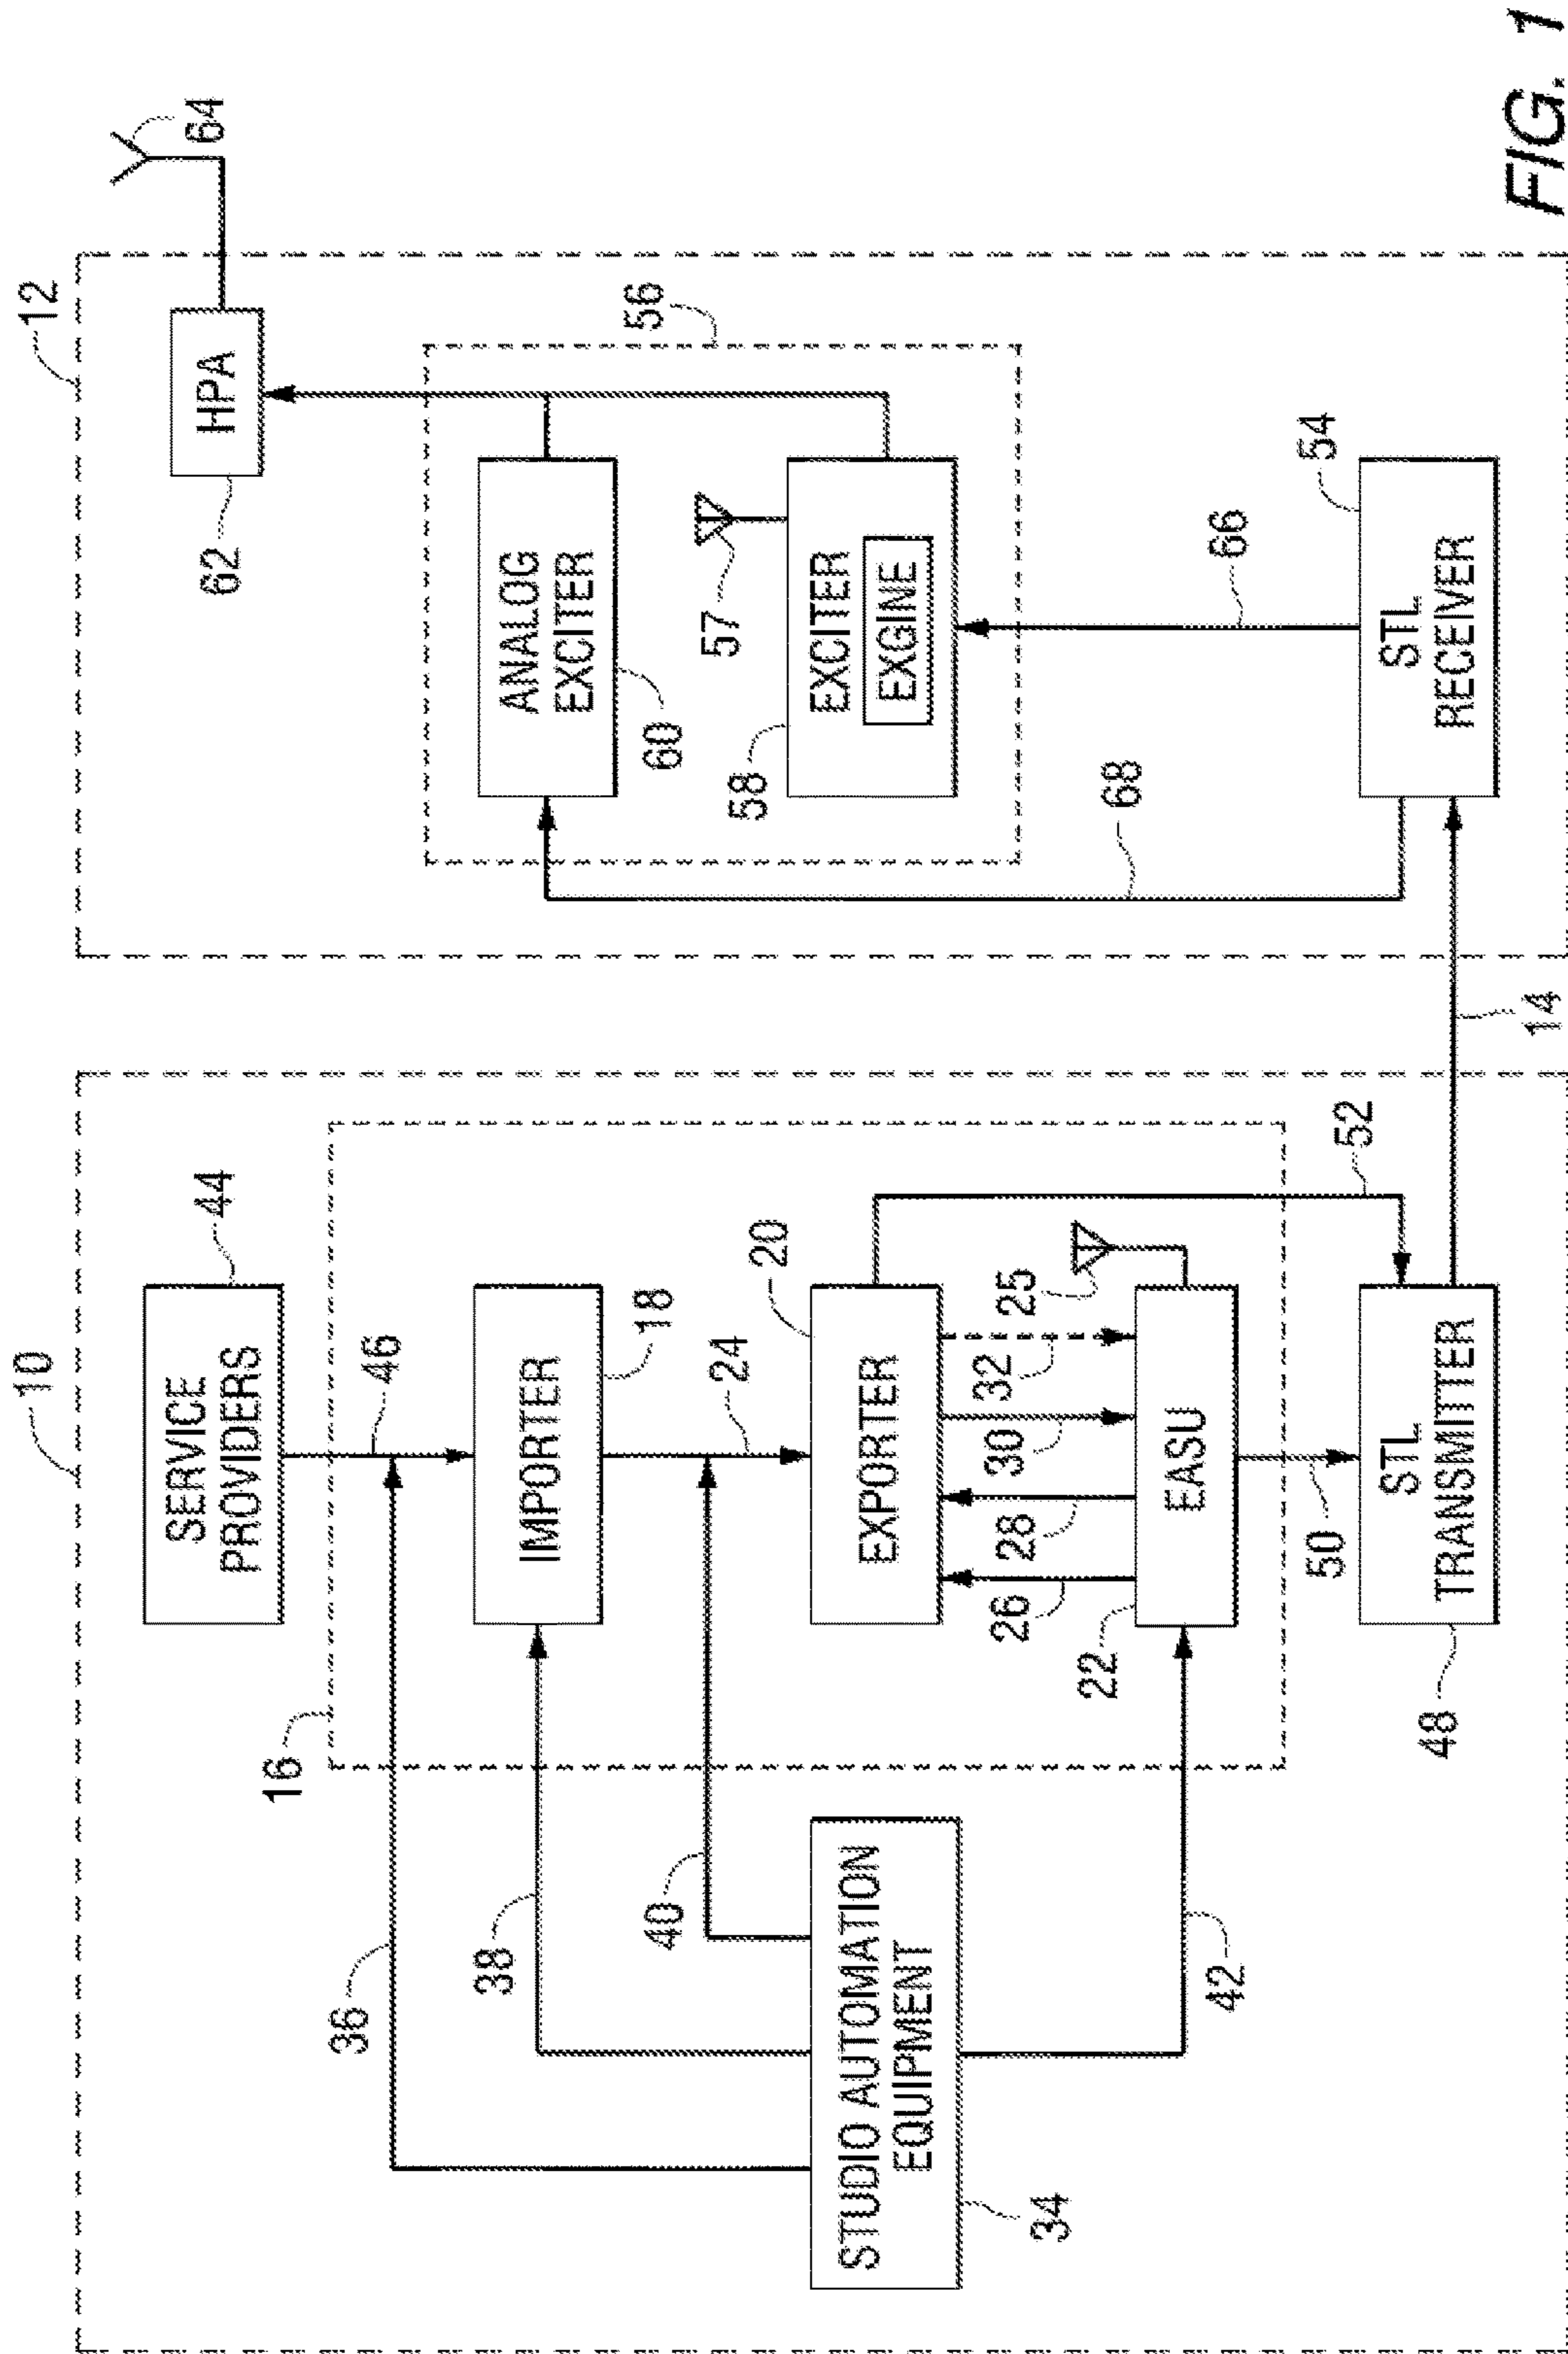 10
12
SERVICE
PROVIDERS
44
HPA
62
64
36
46
16
IMPORTER
18
38
24
40
ANALOG
EXCITER
60
56
57
STUDIO AUTOMATION
EQUIPMENT
34
EXPORTER
20
EXCITER
EXGINE
58
26
28
30
32
25
22
EASU
42
52
50
68
66
STL
TRANSMITTER
48
14
STL
RECEIVER
54
FIG. 1